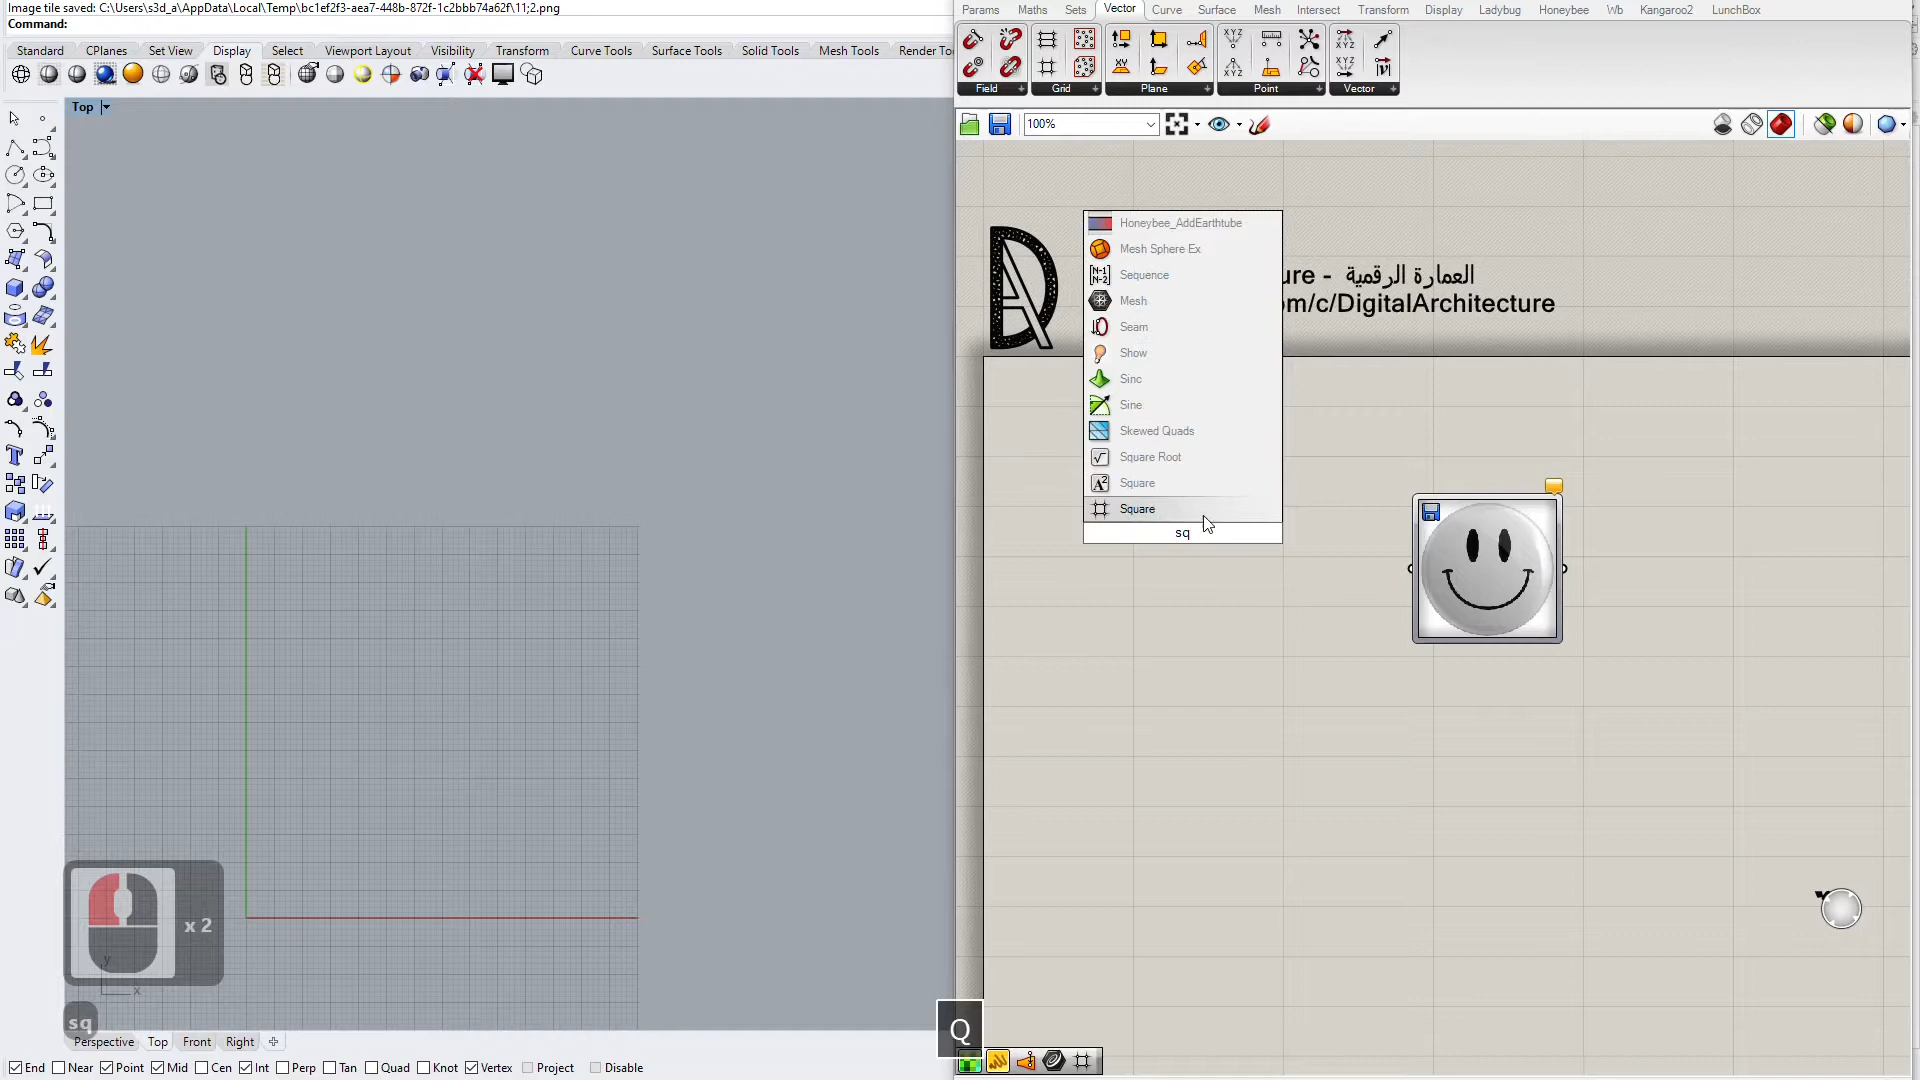 Image tile saved: C:\Users\s3d_a\AppData\Local\Temp\bc1ef2f3-aea7-448b-872f-1c2bbb74a62f\11;2.png
Command:
Standard CPlanes Set View Display Select Viewport Layout Visibility Transform Curve Tools Surface Tools Solid Tools Mesh Tools Render To
Params Maths Sets Vector Curve Surface Mesh Intersect Transform Display Ladybug Honeybee Wb Kangaroo2 LunchBox
Field Grid Plane Point Vector
100%
Top
Honeybee_AddEarthtube
Mesh Sphere Ex
Sequence
Mesh
Seam
Show
Sinc
Sine
Skewed Quads
Square Root
Square
Square
sq
ure - العمارة الرقمية
om/c/DigitalArchitecture
x 2
y
x
sq
Q
Perspective Top Front Right
End Near Point Mid Cen Int Perp Tan Quad Knot Vertex Project Disable